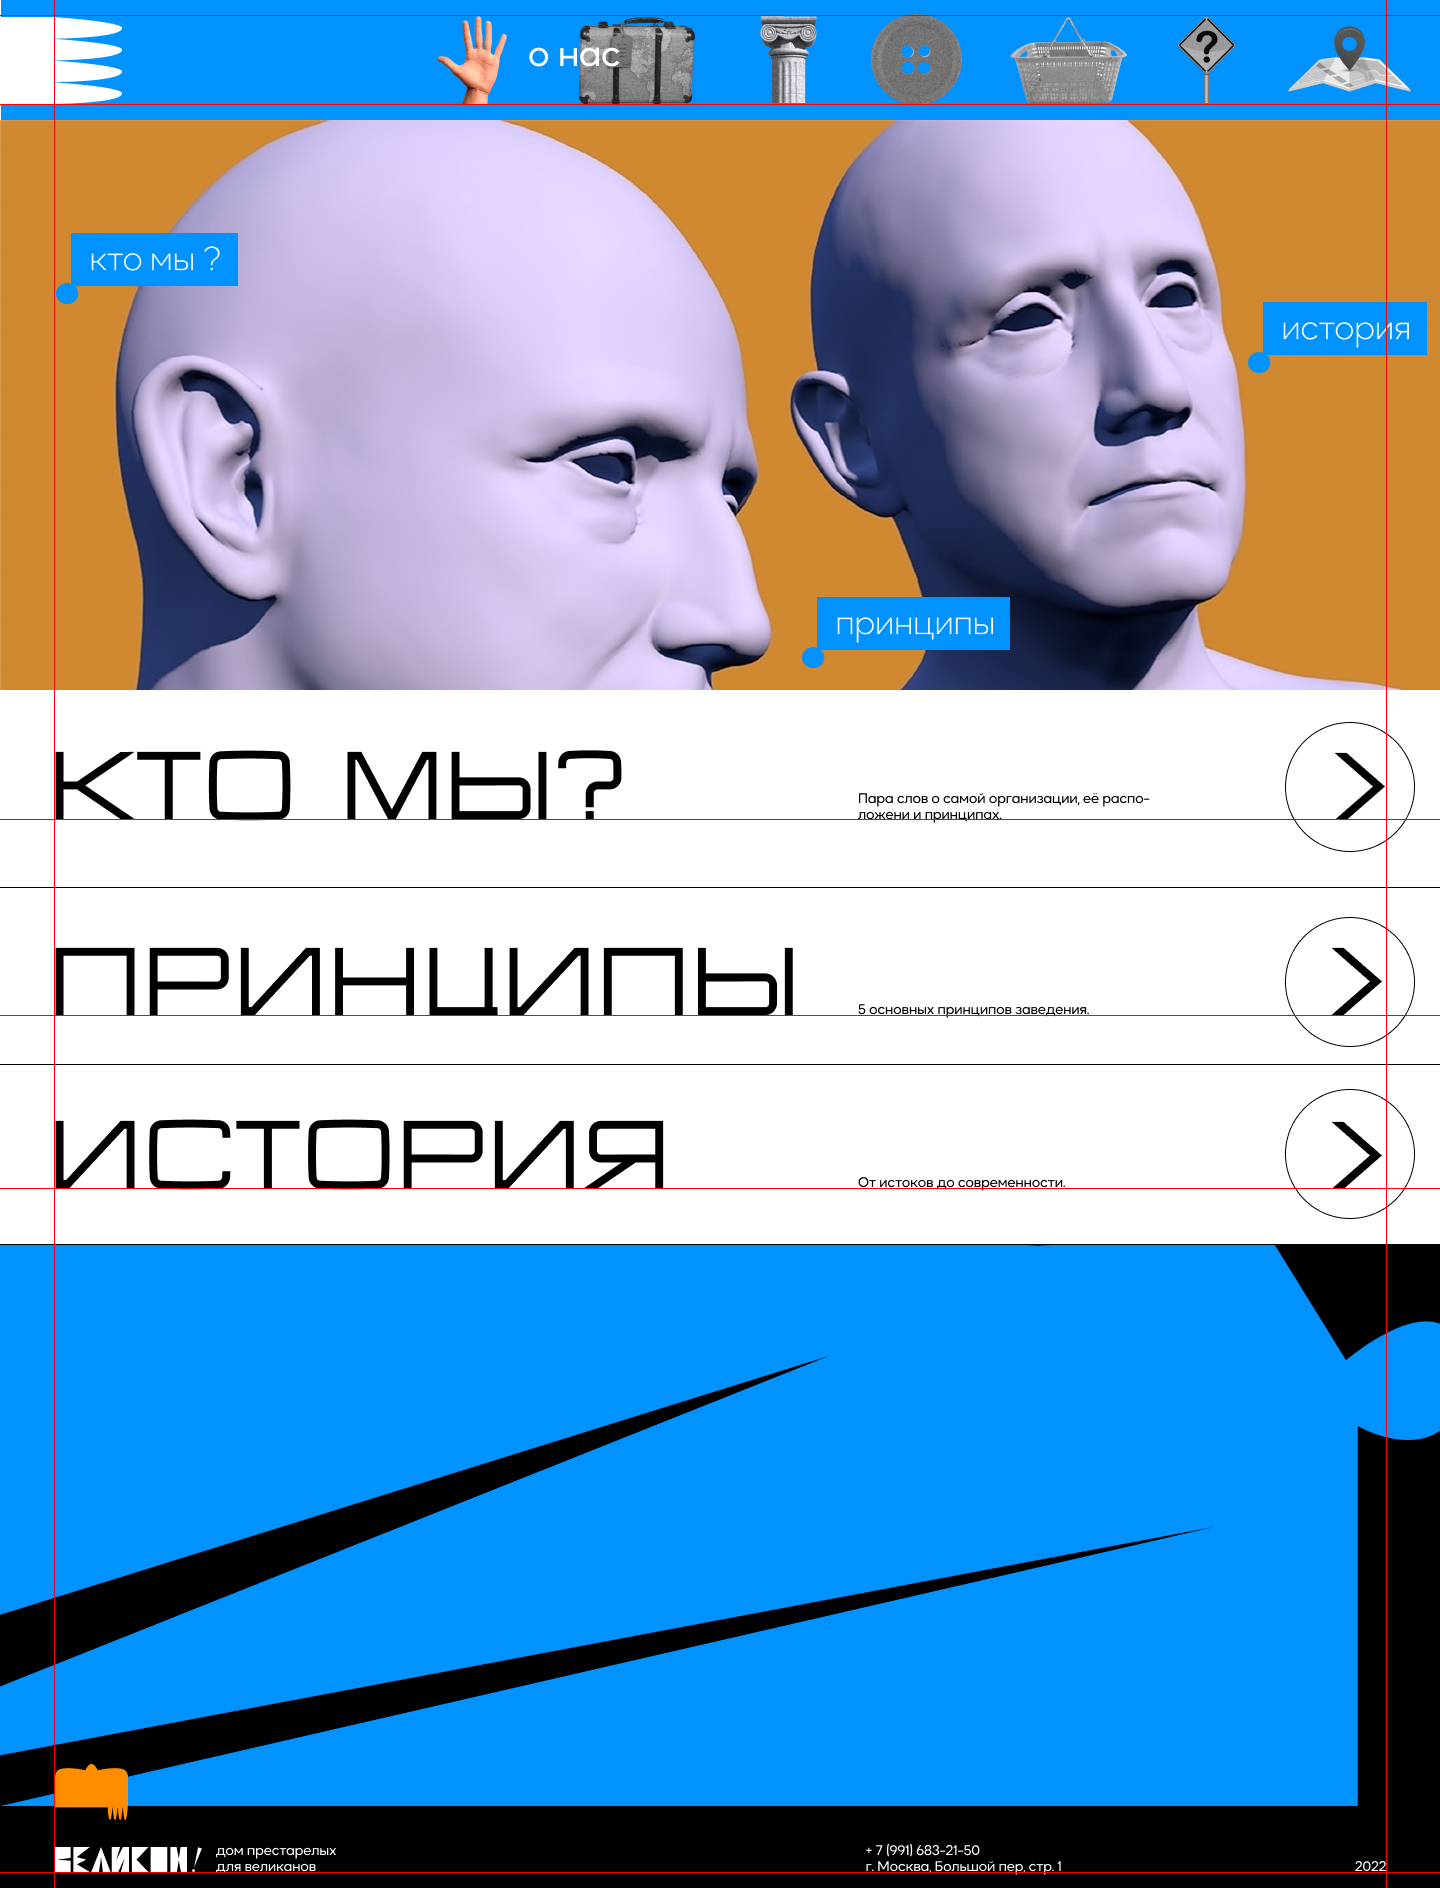 о нас
?
кто мы ?
история
принципы
КТО МЫ?
Пара слов о самой организации, её распо-
ложени и принципах.
ПРИНЦИПЫ
5 основных принципов заведения.
ИСТОРИЯ
От истоков до современности.
ВЕЛИКОН!
дом престарелых
для великанов
+ 7 (991) 683-21-50
г. Москва, Большой пер, стр. 1
2022